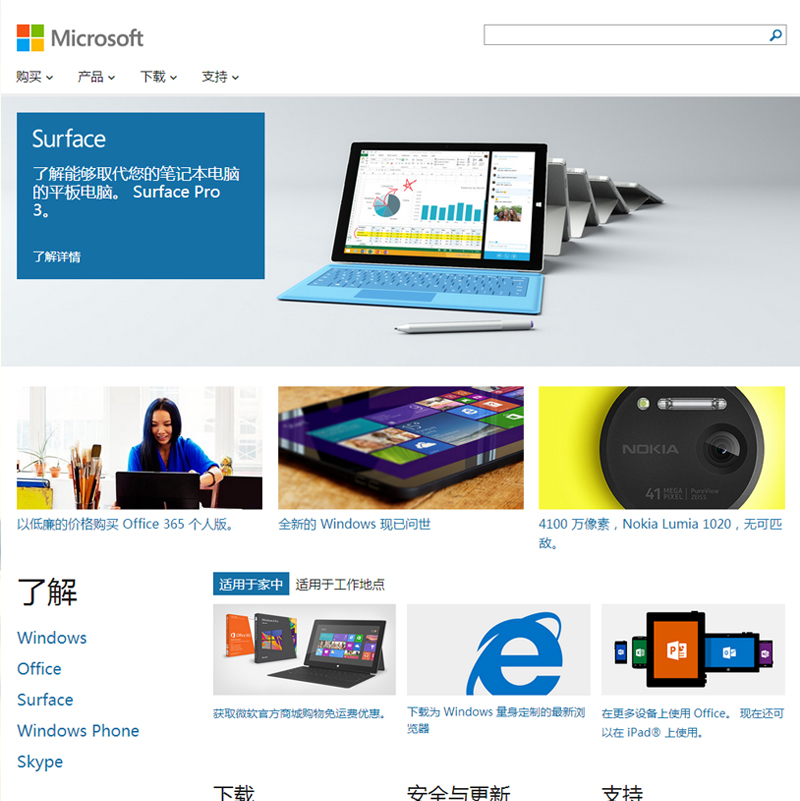 Microsoft
购买 产品 下载 支持
Surface
了解能够取代您的笔记本电脑
的平板电脑。 Surface Pro
3。
了解详情
NOKIA
41 MEGA PIXEL PureView ZEISS
以低廉的价格购买 Office 365 个人版。
全新的 Windows 现已问世
4100 万像素，Nokia Lumia 1020，无可匹
敌。
了解
Windows
Office
Surface
Windows Phone
Skype
适用于家中 适用于工作地点
获取微软官方商城购物免运费优惠。
下载为 Windows 量身定制的最新浏
览器
在更多设备上使用 Office。 现在还可
以在 iPad® 上使用。
下载
安全与更新
支持